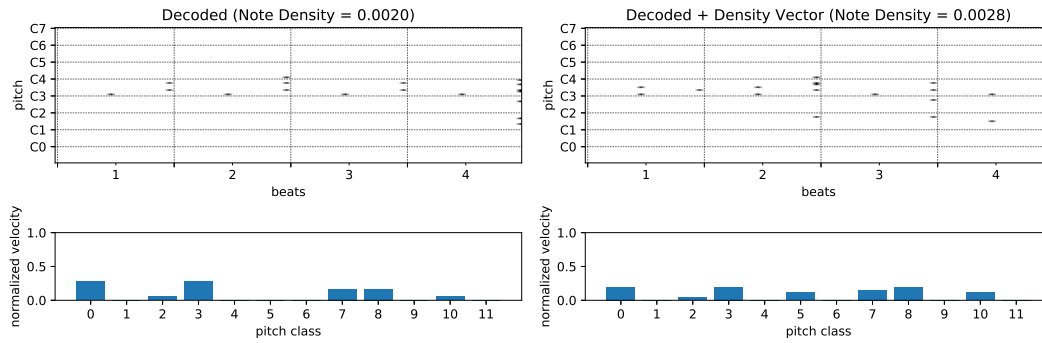 Decoded (Note Density = 0.0020)
C7
C6
C5
C4
C3
C2
C1
C0
pitch
1 2 3 4
beats
1.0
0.5
0.0
normalized velocity
0 1 2 3 4 5 6 7 8 9 10 11
pitch class
Decoded + Density Vector (Note Density = 0.0028)
C7
C6
C5
C4
C3
C2
C1
C0
pitch
1 2 3 4
beats
1.0
0.5
0.0
normalized velocity
0 1 2 3 4 5 6 7 8 9 10 11
pitch class